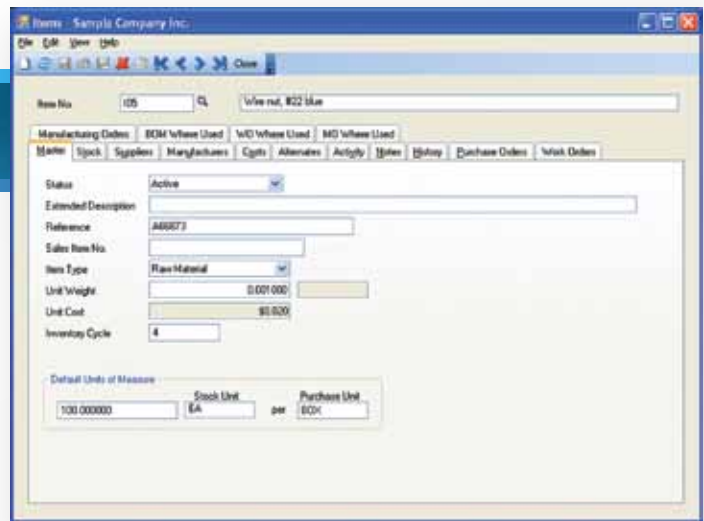 Items - Sample Company Inc.
File Edit View Help
Close
Item No. 105 Wire nut, #22 blue
Manufacturing Orders BOM Where Used WO Where Used MO Where Used
Master Stock Suppliers Manufacturers Costs Alternates Activity Notes History Purchase Orders Work Orders
Status Active
Extended Description
Reference A66873
Sales Item No.
Item Type Raw Material
Unit Weight 0.001000
Unit Cost $0.020
Inventory Cycle 4
Default Units of Measure
Stock Unit Purchase Unit
100.000000 EA per BOX